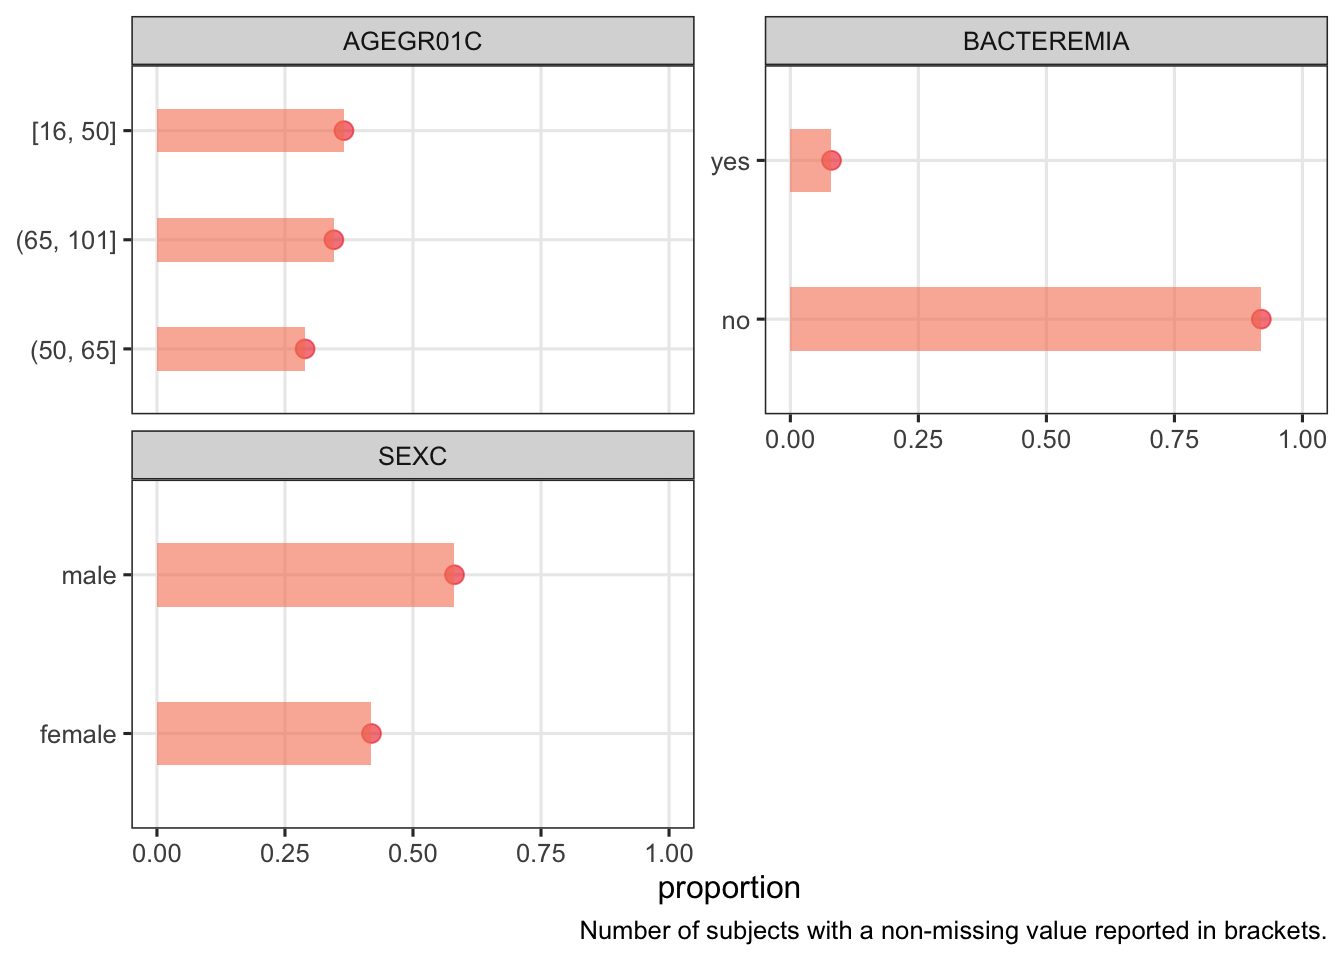 AGEGR01C
[16, 50]
(65, 101]
(50, 65]
BACTEREMIA
yes
no
0.00 0.25 0.50 0.75 1.00
SEXC
male
female
0.00 0.25 0.50 0.75 1.00
proportion
Number of subjects with a non-missing value reported in brackets.